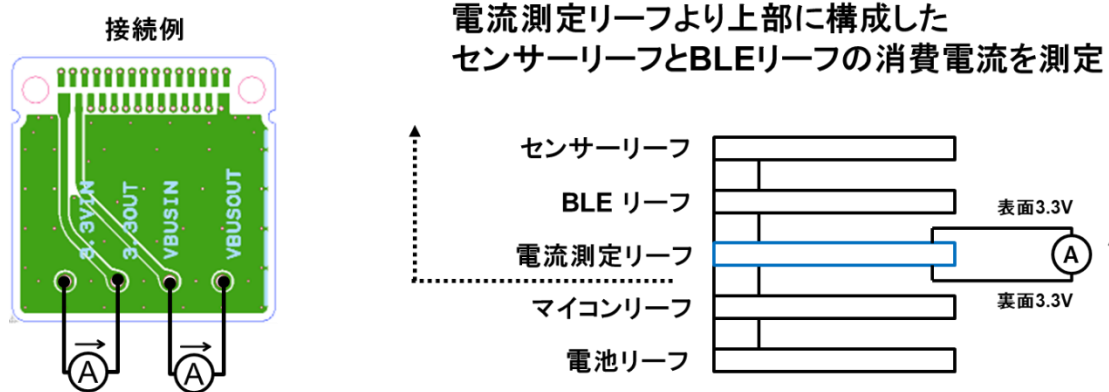 接続例
3.3VIN
3.3OUT
VBUSIN
VBUSOUT
A
A
電流測定リーフより上部に構成した
センサーリーフとBLEリーフの消費電流を測定
センサーリーフ
BLE リーフ
表面3.3V
電流測定リーフ
A
裏面3.3V
マイコンリーフ
電池リーフ